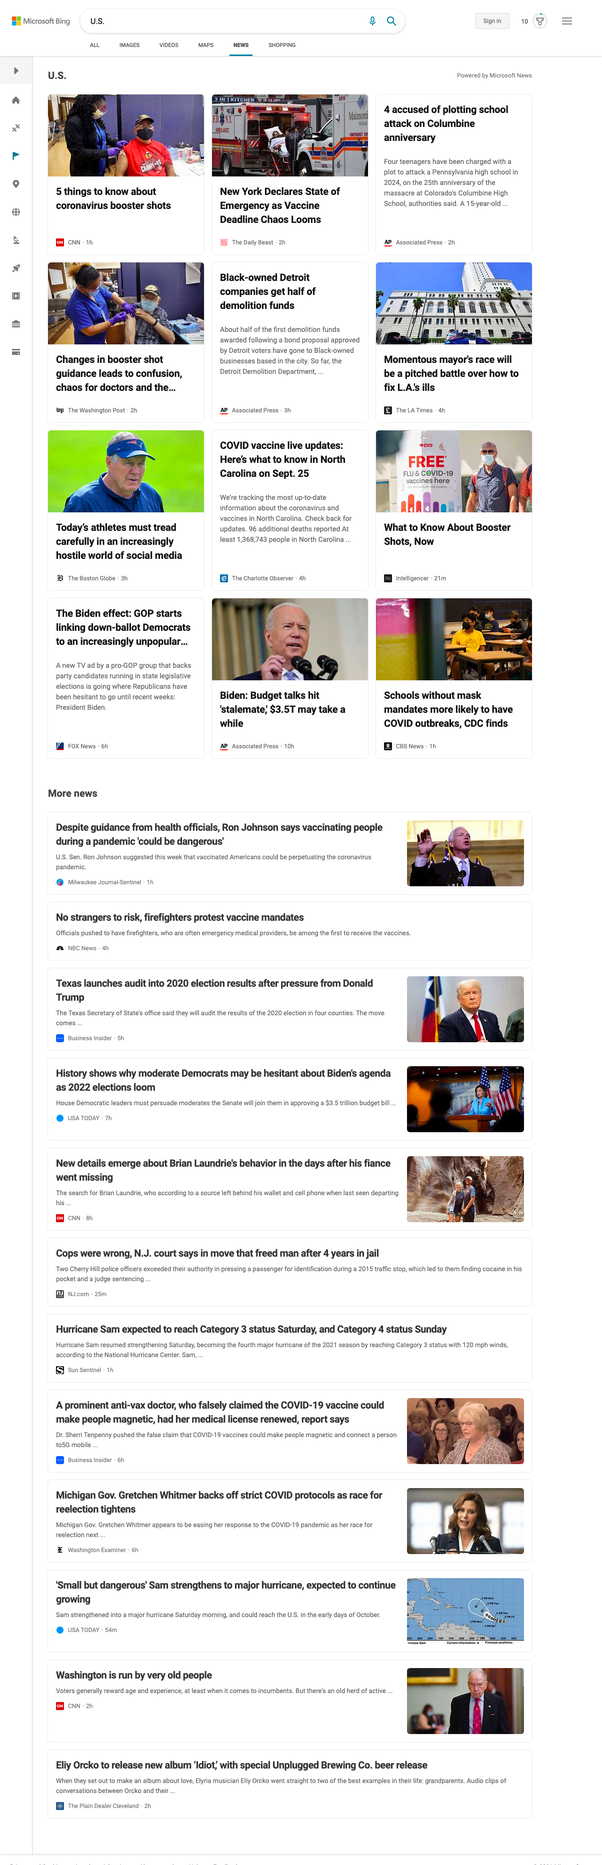 Microsoft Bing
U.S.
Sign in
10
ALL IMAGES VIDEOS MAPS NEWS SHOPPING
U.S.
Powered by Microsoft News
5 things to know about
coronavirus booster shots
CNN · 1h
New York Declares State of
Emergency as Vaccine
Deadline Chaos Looms
The Daily Beast · 2h
4 accused of plotting school
attack on Columbine
anniversary
Four teenagers have been charged with a
plot to attack a Pennsylvania high school in
2024, on the 25th anniversary of the
massacre at Colorado's Columbine High
School, authorities said. A 15-year-old ...
AP Associated Press · 2h
Changes in booster shot
guidance leads to confusion,
chaos for doctors and the...
wp The Washington Post · 2h
Black-owned Detroit
companies get half of
demolition funds
About half of the first demolition funds
awarded following a bond proposal approved
by Detroit voters have gone to Black-owned
businesses based in the city. So far, the
Detroit Demolition Department, ...
AP Associated Press · 3h
Momentous mayor's race will
be a pitched battle over how to
fix L.A.'s ills
The LA Times · 4h
Today's athletes must tread
carefully in an increasingly
hostile world of social media
B The Boston Globe · 3h
COVID vaccine live updates:
Here's what to know in North
Carolina on Sept. 25
We're tracking the most up-to-date
information about the coronavirus and
vaccines in North Carolina. Check back for
updates. 96 additional deaths reported At
least 1,368,743 people in North Carolina ...
The Charlotte Observer · 4h
CVS
FREE
FLU & COVID-19
vaccines here
What to Know About Booster
Shots, Now
Intelligencer · 21m
The Biden effect: GOP starts
linking down-ballot Democrats
to an increasingly unpopular...
A new TV ad by a pro-GOP group that backs
party candidates running in state legislative
elections is going where Republicans have
been hesitant to go until recent weeks:
President Biden.
FOX News · 6h
Biden: Budget talks hit
'stalemate,' $3.5T may take a
while
AP Associated Press · 10h
Schools without mask
mandates more likely to have
COVID outbreaks, CDC finds
CBS News · 1h
More news
Despite guidance from health officials, Ron Johnson says vaccinating people
during a pandemic 'could be dangerous'
U.S. Sen. Ron Johnson suggested this week that vaccinated Americans could be perpetuating the coronavirus
pandemic.
Milwaukee Journal-Sentinel · 1h
No strangers to risk, firefighters protest vaccine mandates
Officials pushed to have firefighters, who are often emergency medical providers, be among the first to receive the vaccines.
NBC News · 4h
Texas launches audit into 2020 election results after pressure from Donald
Trump
The Texas Secretary of State's office said they will audit the results of the 2020 election in four counties. The move
comes ...
Business Insider · 5h
History shows why moderate Democrats may be hesitant about Biden's agenda
as 2022 elections loom
House Democratic leaders must persuade moderates the Senate will join them in approving a $3.5 trillion budget bill ...
USA TODAY · 7h
New details emerge about Brian Laundrie's behavior in the days after his fiance
went missing
The search for Brian Laundrie, who according to a source left behind his wallet and cell phone when last seen departing
his ...
CNN · 8h
Cops were wrong, N.J. court says in move that freed man after 4 years in jail
Two Cherry Hill police officers exceeded their authority in pressing a passenger for identification during a 2015 traffic stop, which led to them finding cocaine in his
pocket and a judge sentencing ...
NJ.com · 25m
Hurricane Sam expected to reach Category 3 status Saturday, and Category 4 status Sunday
Hurricane Sam resumed strengthening Saturday, becoming the fourth major hurricane of the 2021 season by reaching Category 3 status with 120 mph winds,
according to the National Hurricane Center. Sam, ...
Sun Sentinel · 1h
A prominent anti-vax doctor, who falsely claimed the COVID-19 vaccine could
make people magnetic, had her medical license renewed, report says
Dr. Sherri Tenpenny pushed the false claim that COVID-19 vaccines could make people magnetic and connect a person
to5G mobile ...
Business Insider · 6h
Michigan Gov. Gretchen Whitmer backs off strict COVID protocols as race for
reelection tightens
Michigan Gov. Gretchen Whitmer appears to be easing her response to the COVID-19 pandemic as her race for
reelection next ...
Washington Examiner · 6h
'Small but dangerous' Sam strengthens to major hurricane, expected to continue
growing
Sam strengthened into a major hurricane Saturday morning, and could reach the U.S. in the early days of October.
USA TODAY · 54m
Washington is run by very old people
Voters generally reward age and experience, at least when it comes to incumbents. But there's an old herd of active ...
CNN · 2h
Eliy Orcko to release new album 'Idiot,' with special Unplugged Brewing Co. beer release
When they set out to make an album about love, Elyria musician Eliy Orcko went straight to two of the best examples in their life: grandparents. Audio clips of
conversations between Orcko and their ...
The Plain Dealer Cleveland · 2h